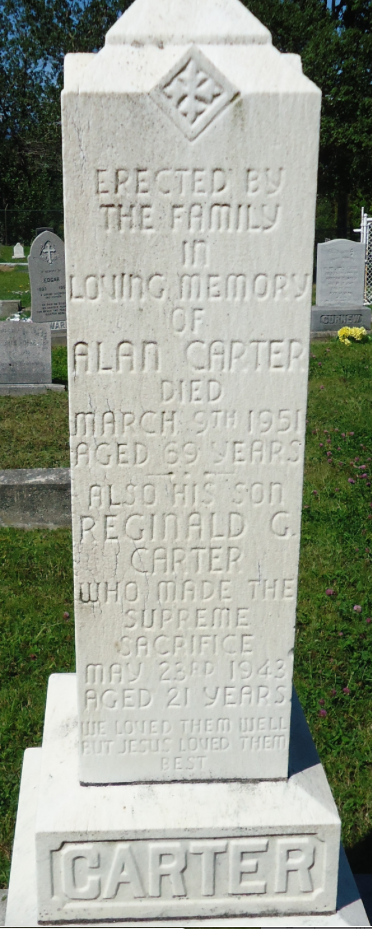 ERECTED BY
THE FAMILY
IN
LOVING MEMORY
OF
ALAN CARTER
DIED
MARCH 9TH 1951
AGED 69 YEARS
ALSO HIS SON
REGINALD G.
CARTER
WHO MADE THE
SUPREME
SACRIFICE
MAY 23RD 1943
AGED 21 YEARS
WE LOVED THEM WELL
BUT JESUS LOVED THEM
BEST
CARTER
EDGAR